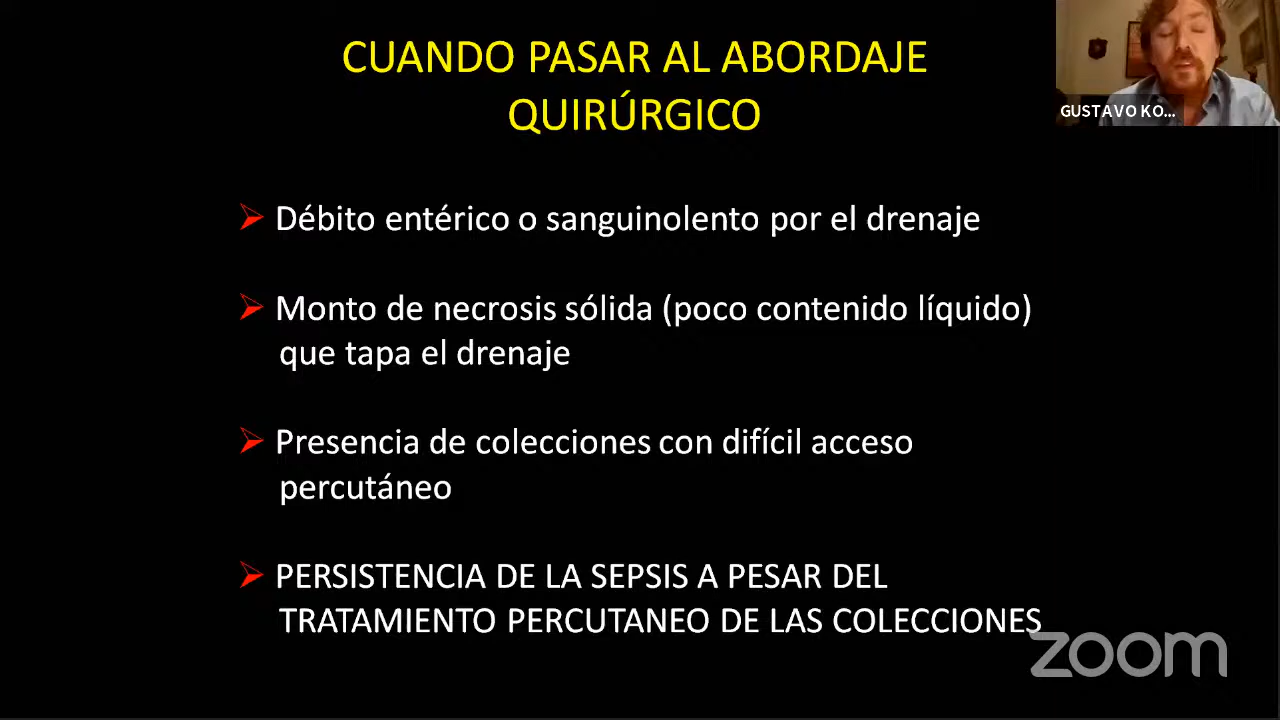 CUANDO PASAR AL ABORDAJE
QUIRÚRGICO
GUSTAVO KO...
Débito entérico o sanguinolento por el drenaje
Monto de necrosis sólida (poco contenido líquido)
que tapa el drenaje
Presencia de colecciones con difícil acceso
percutáneo
PERSISTENCIA DE LA SEPSIS A PESAR DEL
TRATAMIENTO PERCUTANEO DE LAS COLECCIONES
zoom